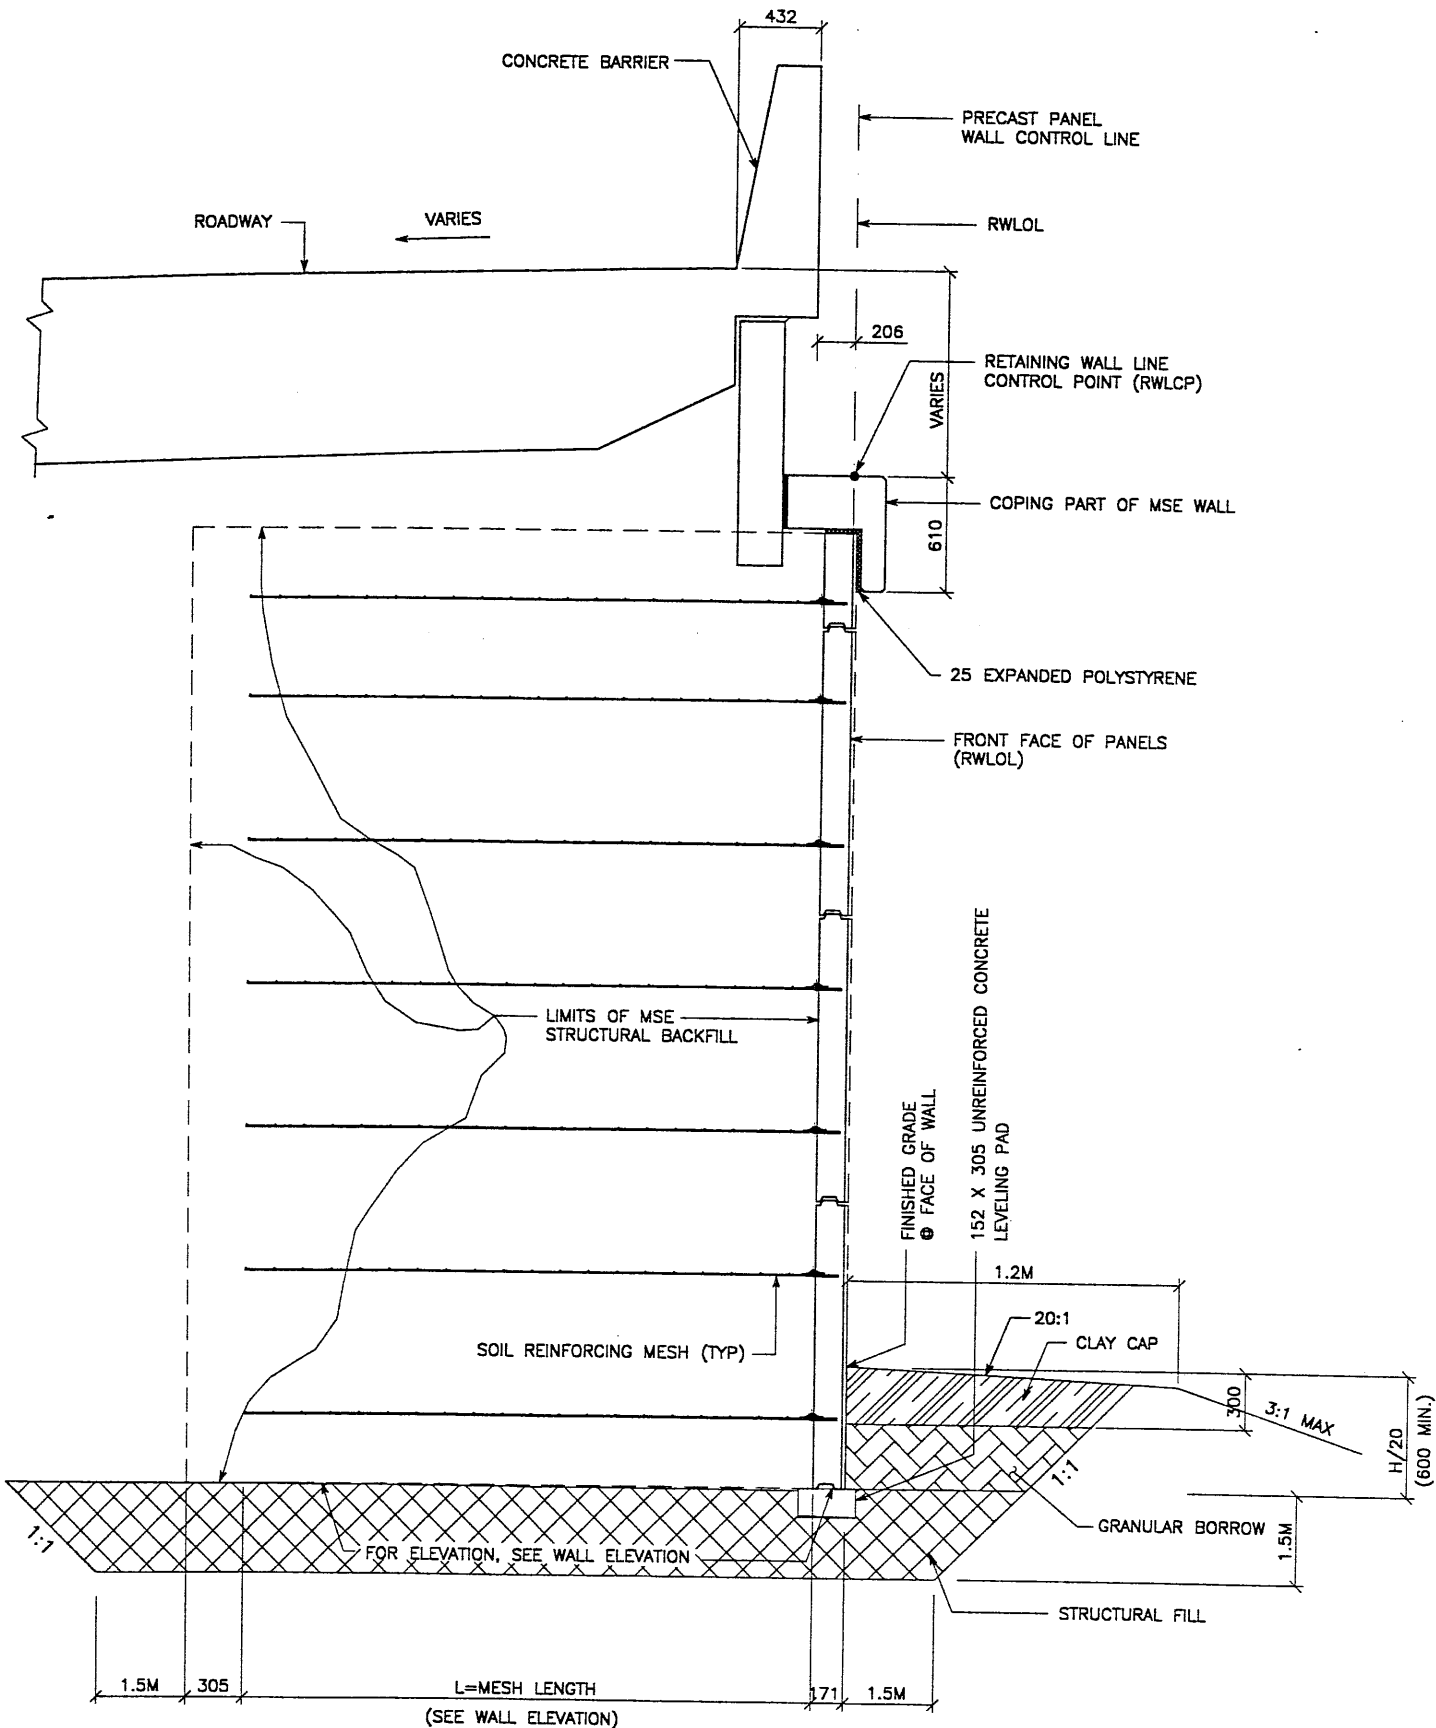 432
CONCRETE BARRIER
PRECAST PANEL
WALL CONTROL LINE
ROADWAY
VARIES
RWLOL
206
RETAINING WALL LINE
CONTROL POINT (RWLCP)
VARIES
COPING PART OF MSE WALL
610
25 EXPANDED POLYSTYRENE
FRONT FACE OF PANELS
(RWLOL)
LIMITS OF MSE
STRUCTURAL BACKFILL
FINISHED GRADE
@ FACE OF WALL
152 X 305 UNREINFORCED CONCRETE
LEVELING PAD
1.2M
20:1
CLAY CAP
SOIL REINFORCING MESH (TYP)
300
3:1 MAX
H/20
(600 MIN.)
1:1
1:1
GRANULAR BORROW
1.5M
FOR ELEVATION, SEE WALL ELEVATION
STRUCTURAL FILL
1.5M
305
L=MESH LENGTH
(SEE WALL ELEVATION)
171
1.5M